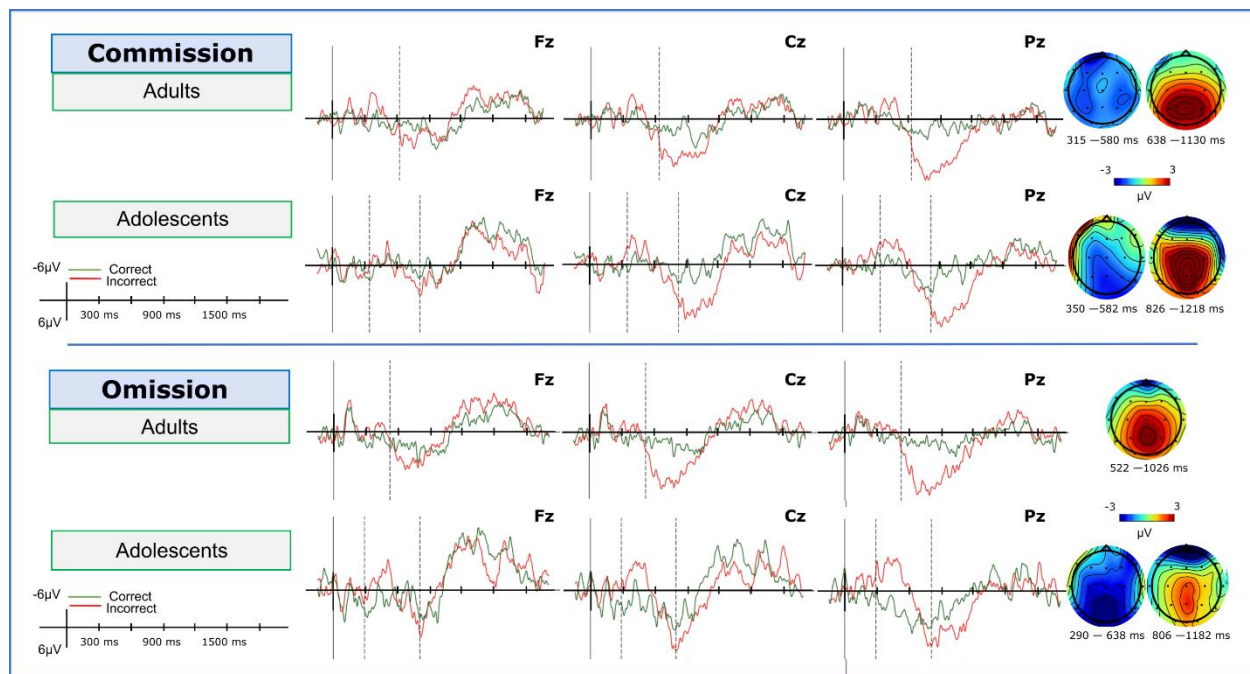 Commission
Adults
Fz
Cz
Pz
315 —580 ms
638 —1130 ms
-3
3
µV
Adolescents
Fz
Cz
Pz
-6µV
Correct
Incorrect
6µV
300 ms
900 ms
1500 ms
350 —582 ms
826 —1218 ms
Omission
Adults
Fz
Cz
Pz
522 —1026 ms
-3
3
µV
Adolescents
Fz
Cz
Pz
-6µV
Correct
Incorrect
6µV
300 ms
900 ms
1500 ms
290 — 638 ms
806 —1182 ms